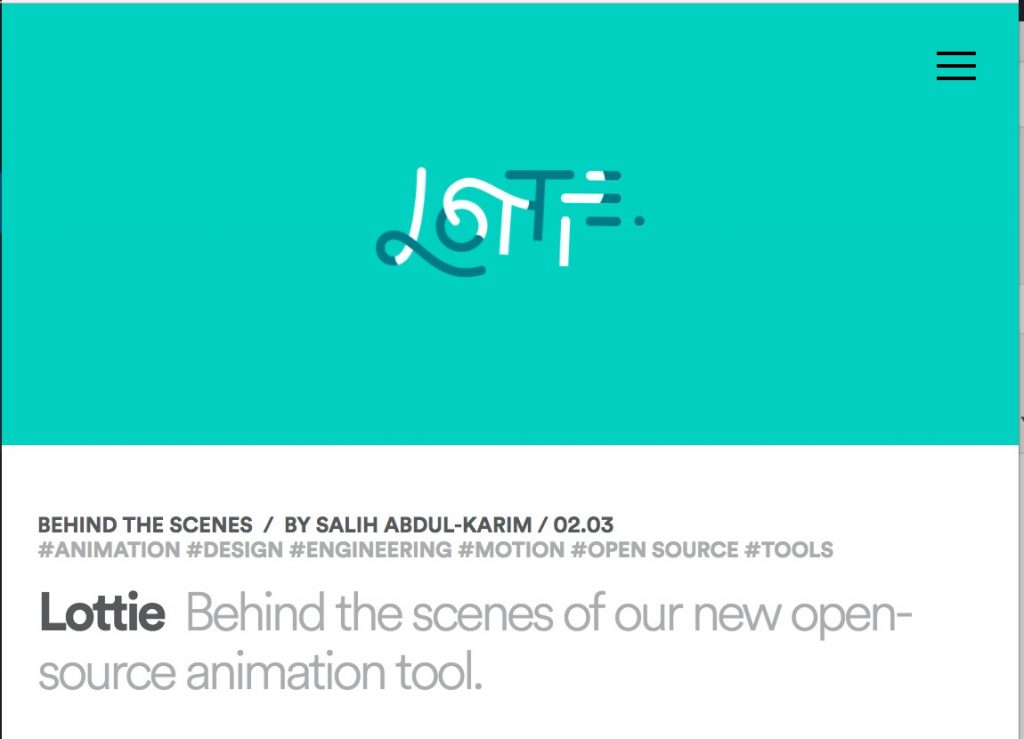 LOTTIE.
BEHIND THE SCENES / BY SALIH ABDUL-KARIM / 02.03
#ANIMATION #DESIGN #ENGINEERING #MOTION #OPEN SOURCE #TOOLS
Lottie Behind the scenes of our new open-
source animation tool.